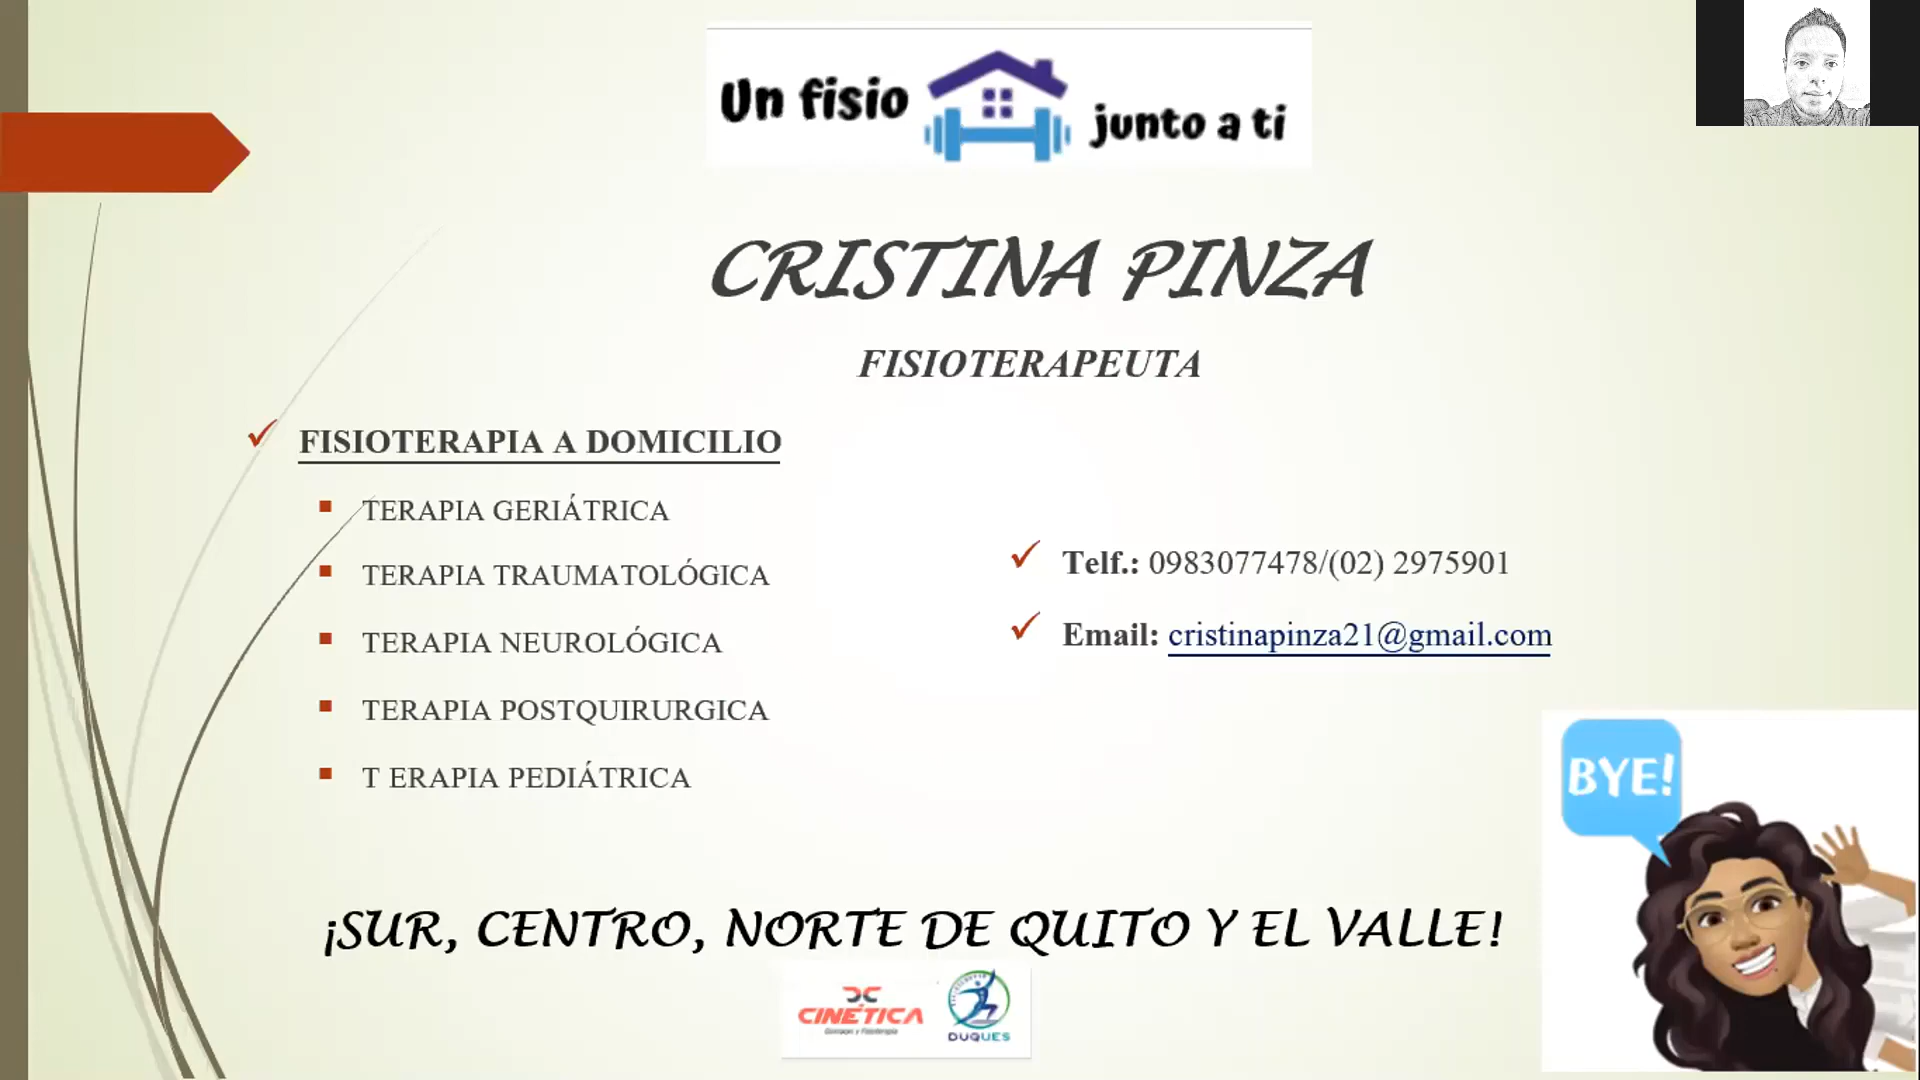 Un fisio junto a ti
CRISTINA PINZA
FISIOTERAPEUTA
FISIOTERAPIA A DOMICILIO
TERAPIA GERIÁTRICA
TERAPIA TRAUMATOLÓGICA
TERAPIA NEUROLÓGICA
TERAPIA POSTQUIRURGICA
T ERAPIA PEDIÁTRICA
Telf.: 0983077478/(02) 2975901
Email: cristinapinza21@gmail.com
BYE!
¡SUR, CENTRO, NORTE DE QUITO Y EL VALLE!
CINÉTICA
DUQUES